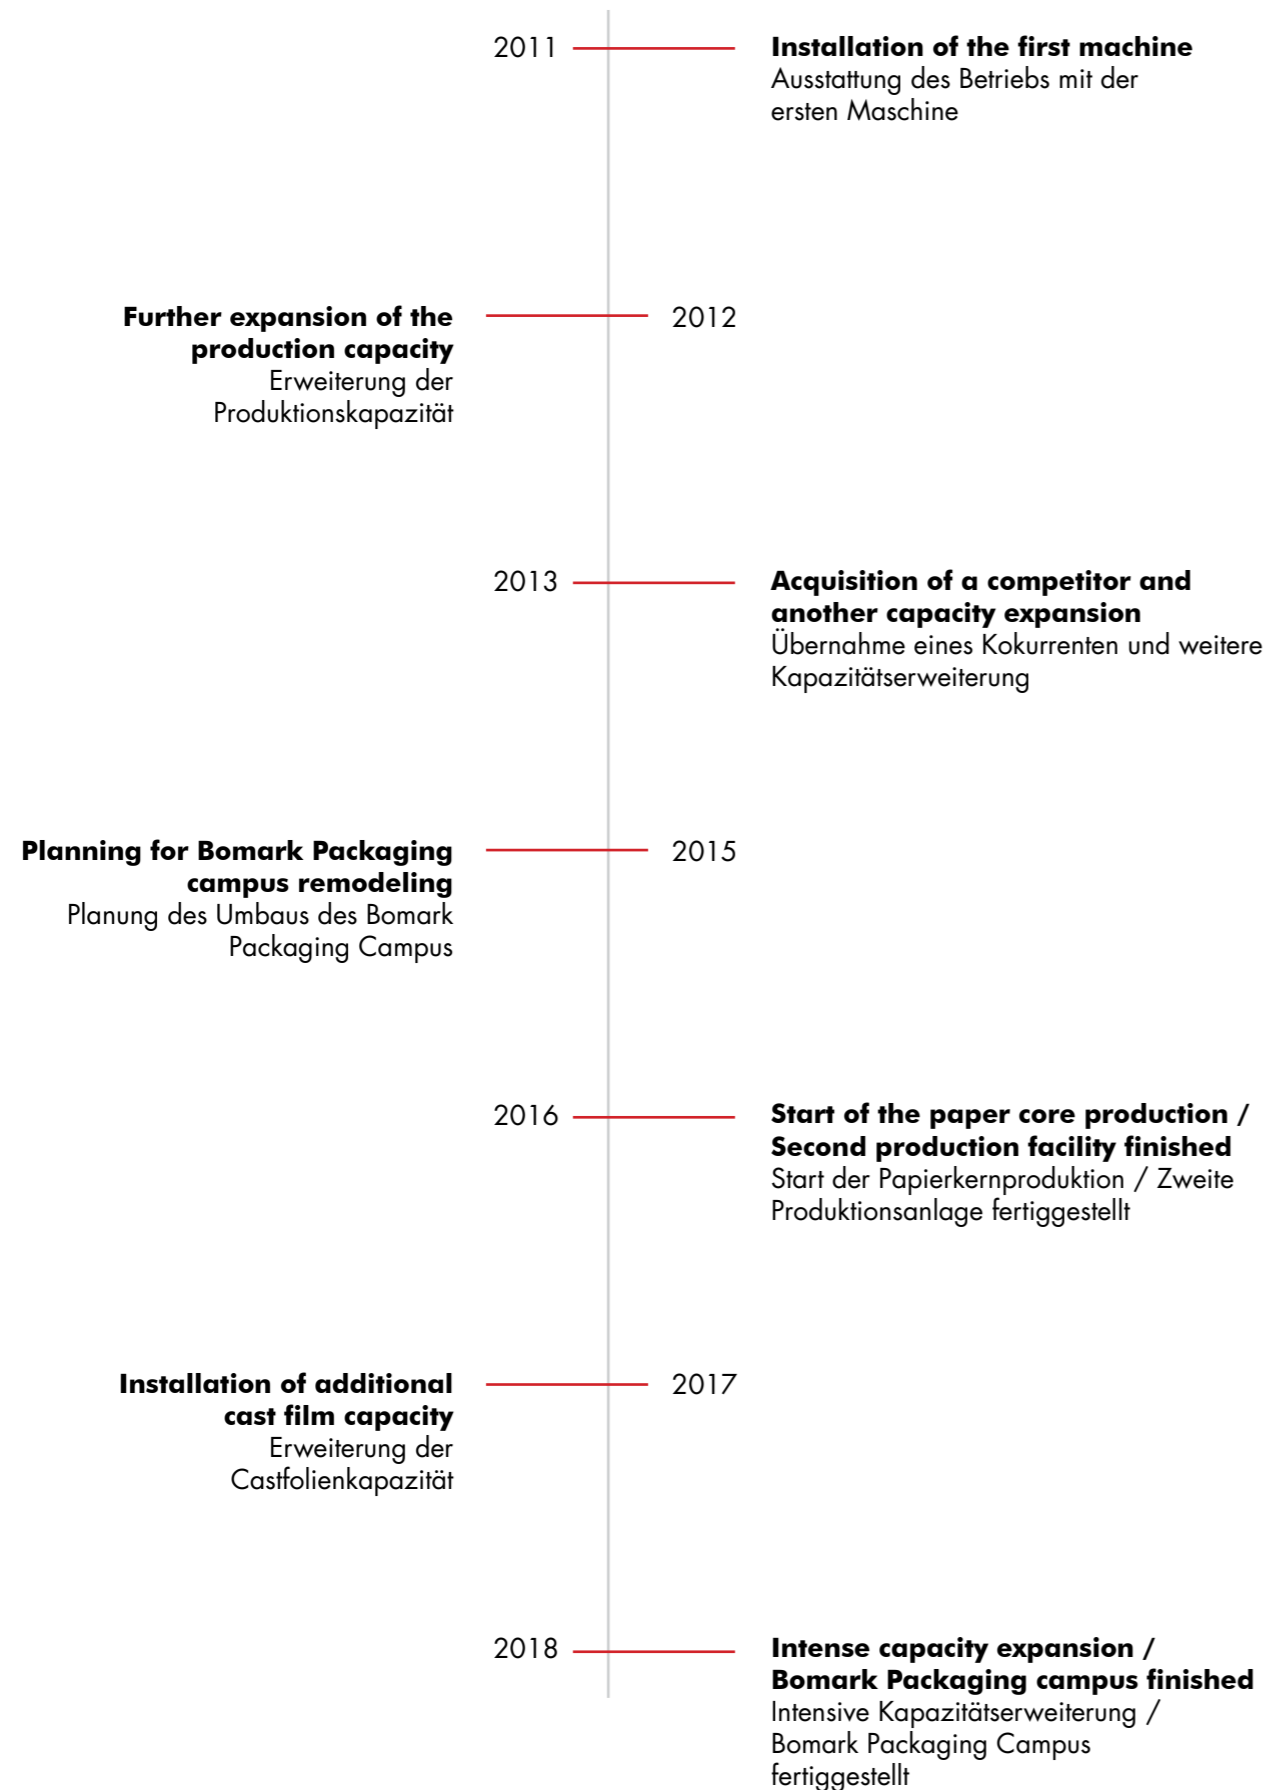 2011
Installation of the first machine
Ausstattung des Betriebs mit der
ersten Maschine
Further expansion of the
production capacity
Erweiterung der
Produktionskapazität
2012
2013
Acquisition of a competitor and
another capacity expansion
Übernahme eines Kokurrenten und weitere
Kapazitätserweiterung
Planning for Bomark Packaging
campus remodeling
Planung des Umbaus des Bomark
Packaging Campus
2015
2016
Start of the paper core production /
Second production facility finished
Start der Papierkernproduktion / Zweite
Produktionsanlage fertiggestellt
Installation of additional
cast film capacity
Erweiterung der
Castfolienkapazität
2017
2018
Intense capacity expansion /
Bomark Packaging campus finished
Intensive Kapazitätserweiterung /
Bomark Packaging Campus
fertiggestellt